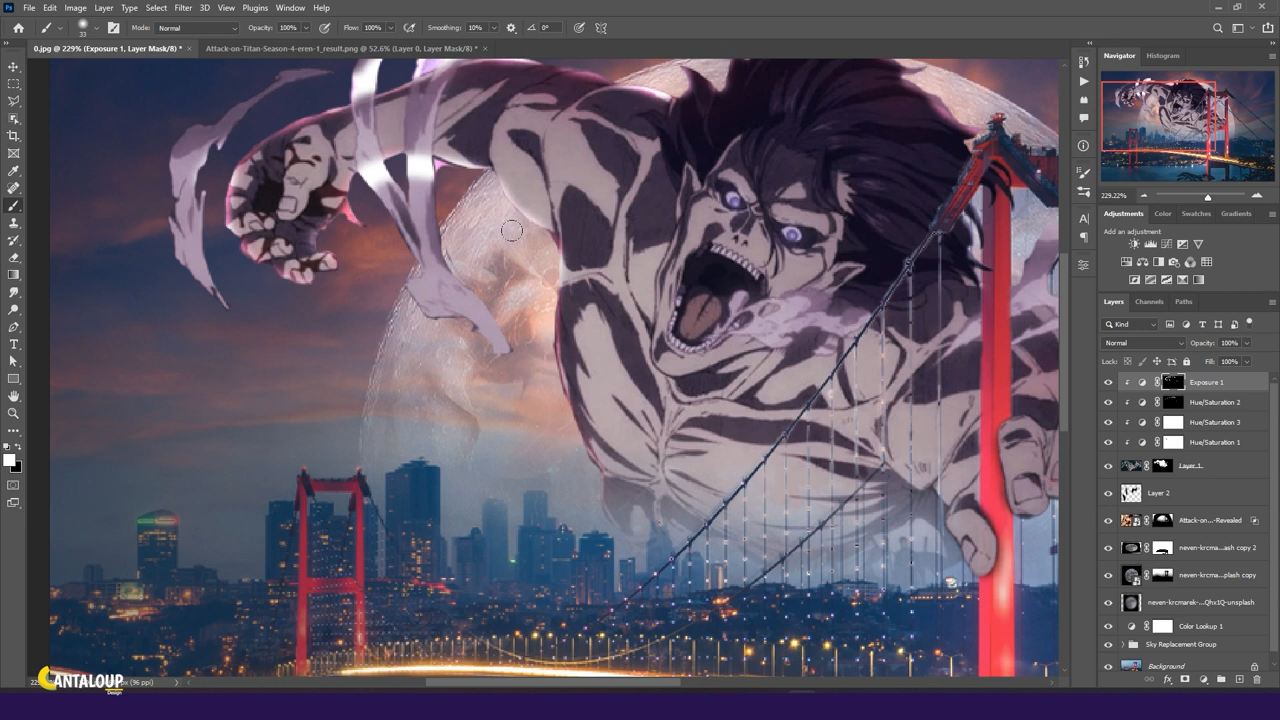 File Edit Image Layer Type Select Filter 3D View Plugins Window Help
33 Mode: Normal Opacity: 100% Flow: 100% Smoothing: 10% 0°
0.jpg @ 229% (Exposure 1, Layer Mask/8) * × Attack-on-Titan-Season-4-eren-1_result.png @ 52.6% (Layer 0, Layer Mask/8) * ×
Navigator Histogram
229.22%
Adjustments Color Swatches Gradients
Add an adjustment
Layers Channels Paths
Kind
Normal Opacity: 100%
Lock: Fill: 100%
Exposure 1
Hue/Saturation 2
Hue/Saturation 3
Hue/Saturation 1
Layer 1
Layer 2
Attack-on...-Revealed
neven-krcma...ash copy 2
neven-krcma...plash copy
neven-krcmarek-...Qhx1Q-unsplash
Color Lookup 1
Sky Replacement Group
Background
(96 ppi)
CANTALOUP
Design